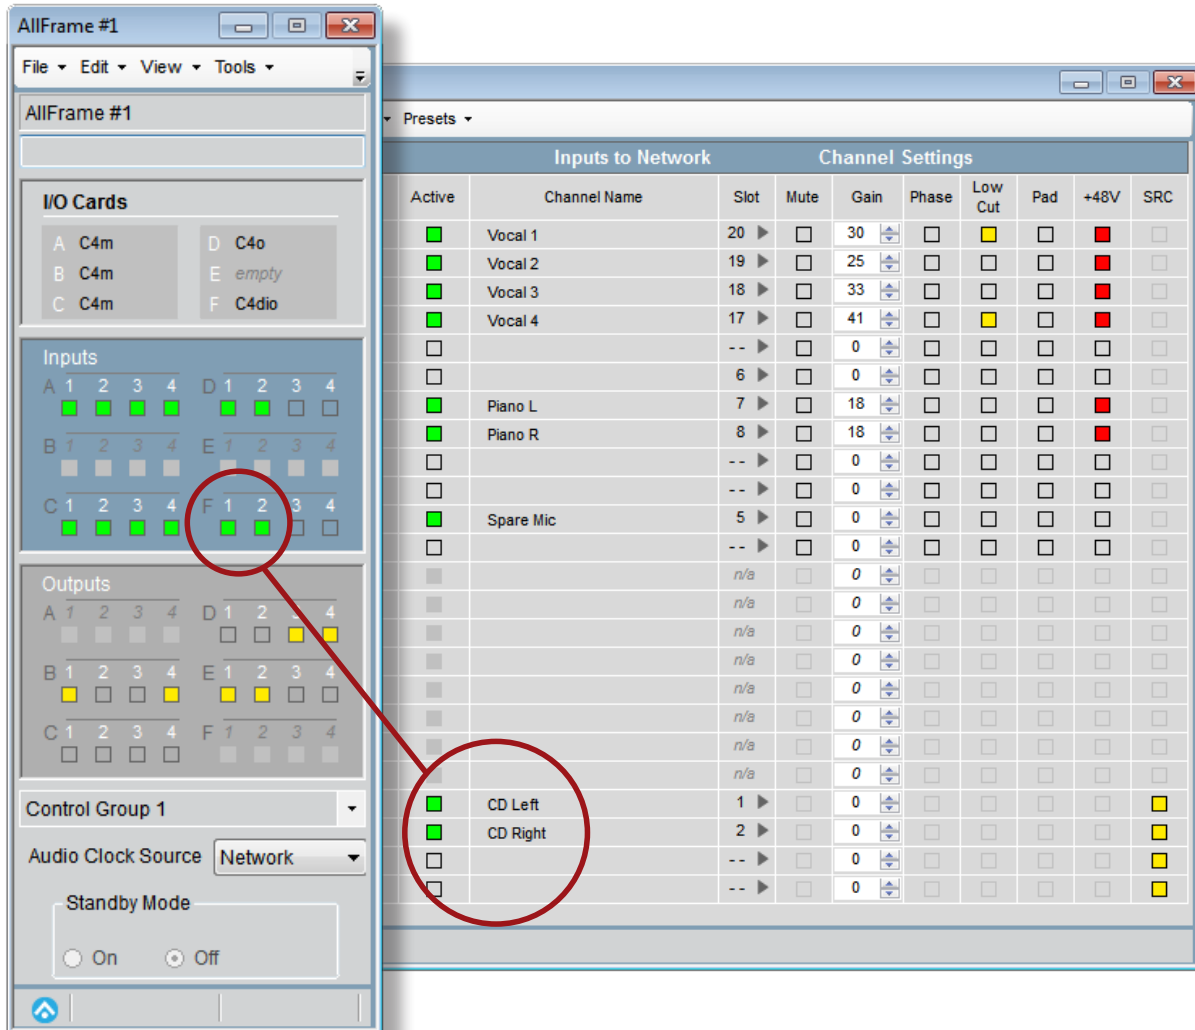 AllFrame #1
File Edit View Tools
AllFrame #1
I/O Cards
A C4m D C4o
B C4m E empty
C C4m F C4dio
Inputs
A 1 2 3 4 D 1 2 3 4
B 1 2 3 4 E 1 2 3 4
C 1 2 3 4 F 1 2 3 4
Outputs
A 1 2 3 4 D 1 2 3 4
B 1 2 3 4 E 1 2 3 4
C 1 2 3 4 F 1 2 3 4
Control Group 1
Audio Clock Source Network
Standby Mode
On Off
Presets
Inputs to Network Channel Settings
Active Channel Name Slot Mute Gain Phase Low Cut Pad +48V SRC
Vocal 1 20 30
Vocal 2 19 25
Vocal 3 18 33
Vocal 4 17 41
-- 0
6 0
Piano L 7 18
Piano R 8 18
-- 0
-- 0
Spare Mic 5 0
-- 0
n/a 0
n/a 0
n/a 0
n/a 0
n/a 0
n/a 0
n/a 0
n/a 0
CD Left 1 0
CD Right 2 0
-- 0
-- 0